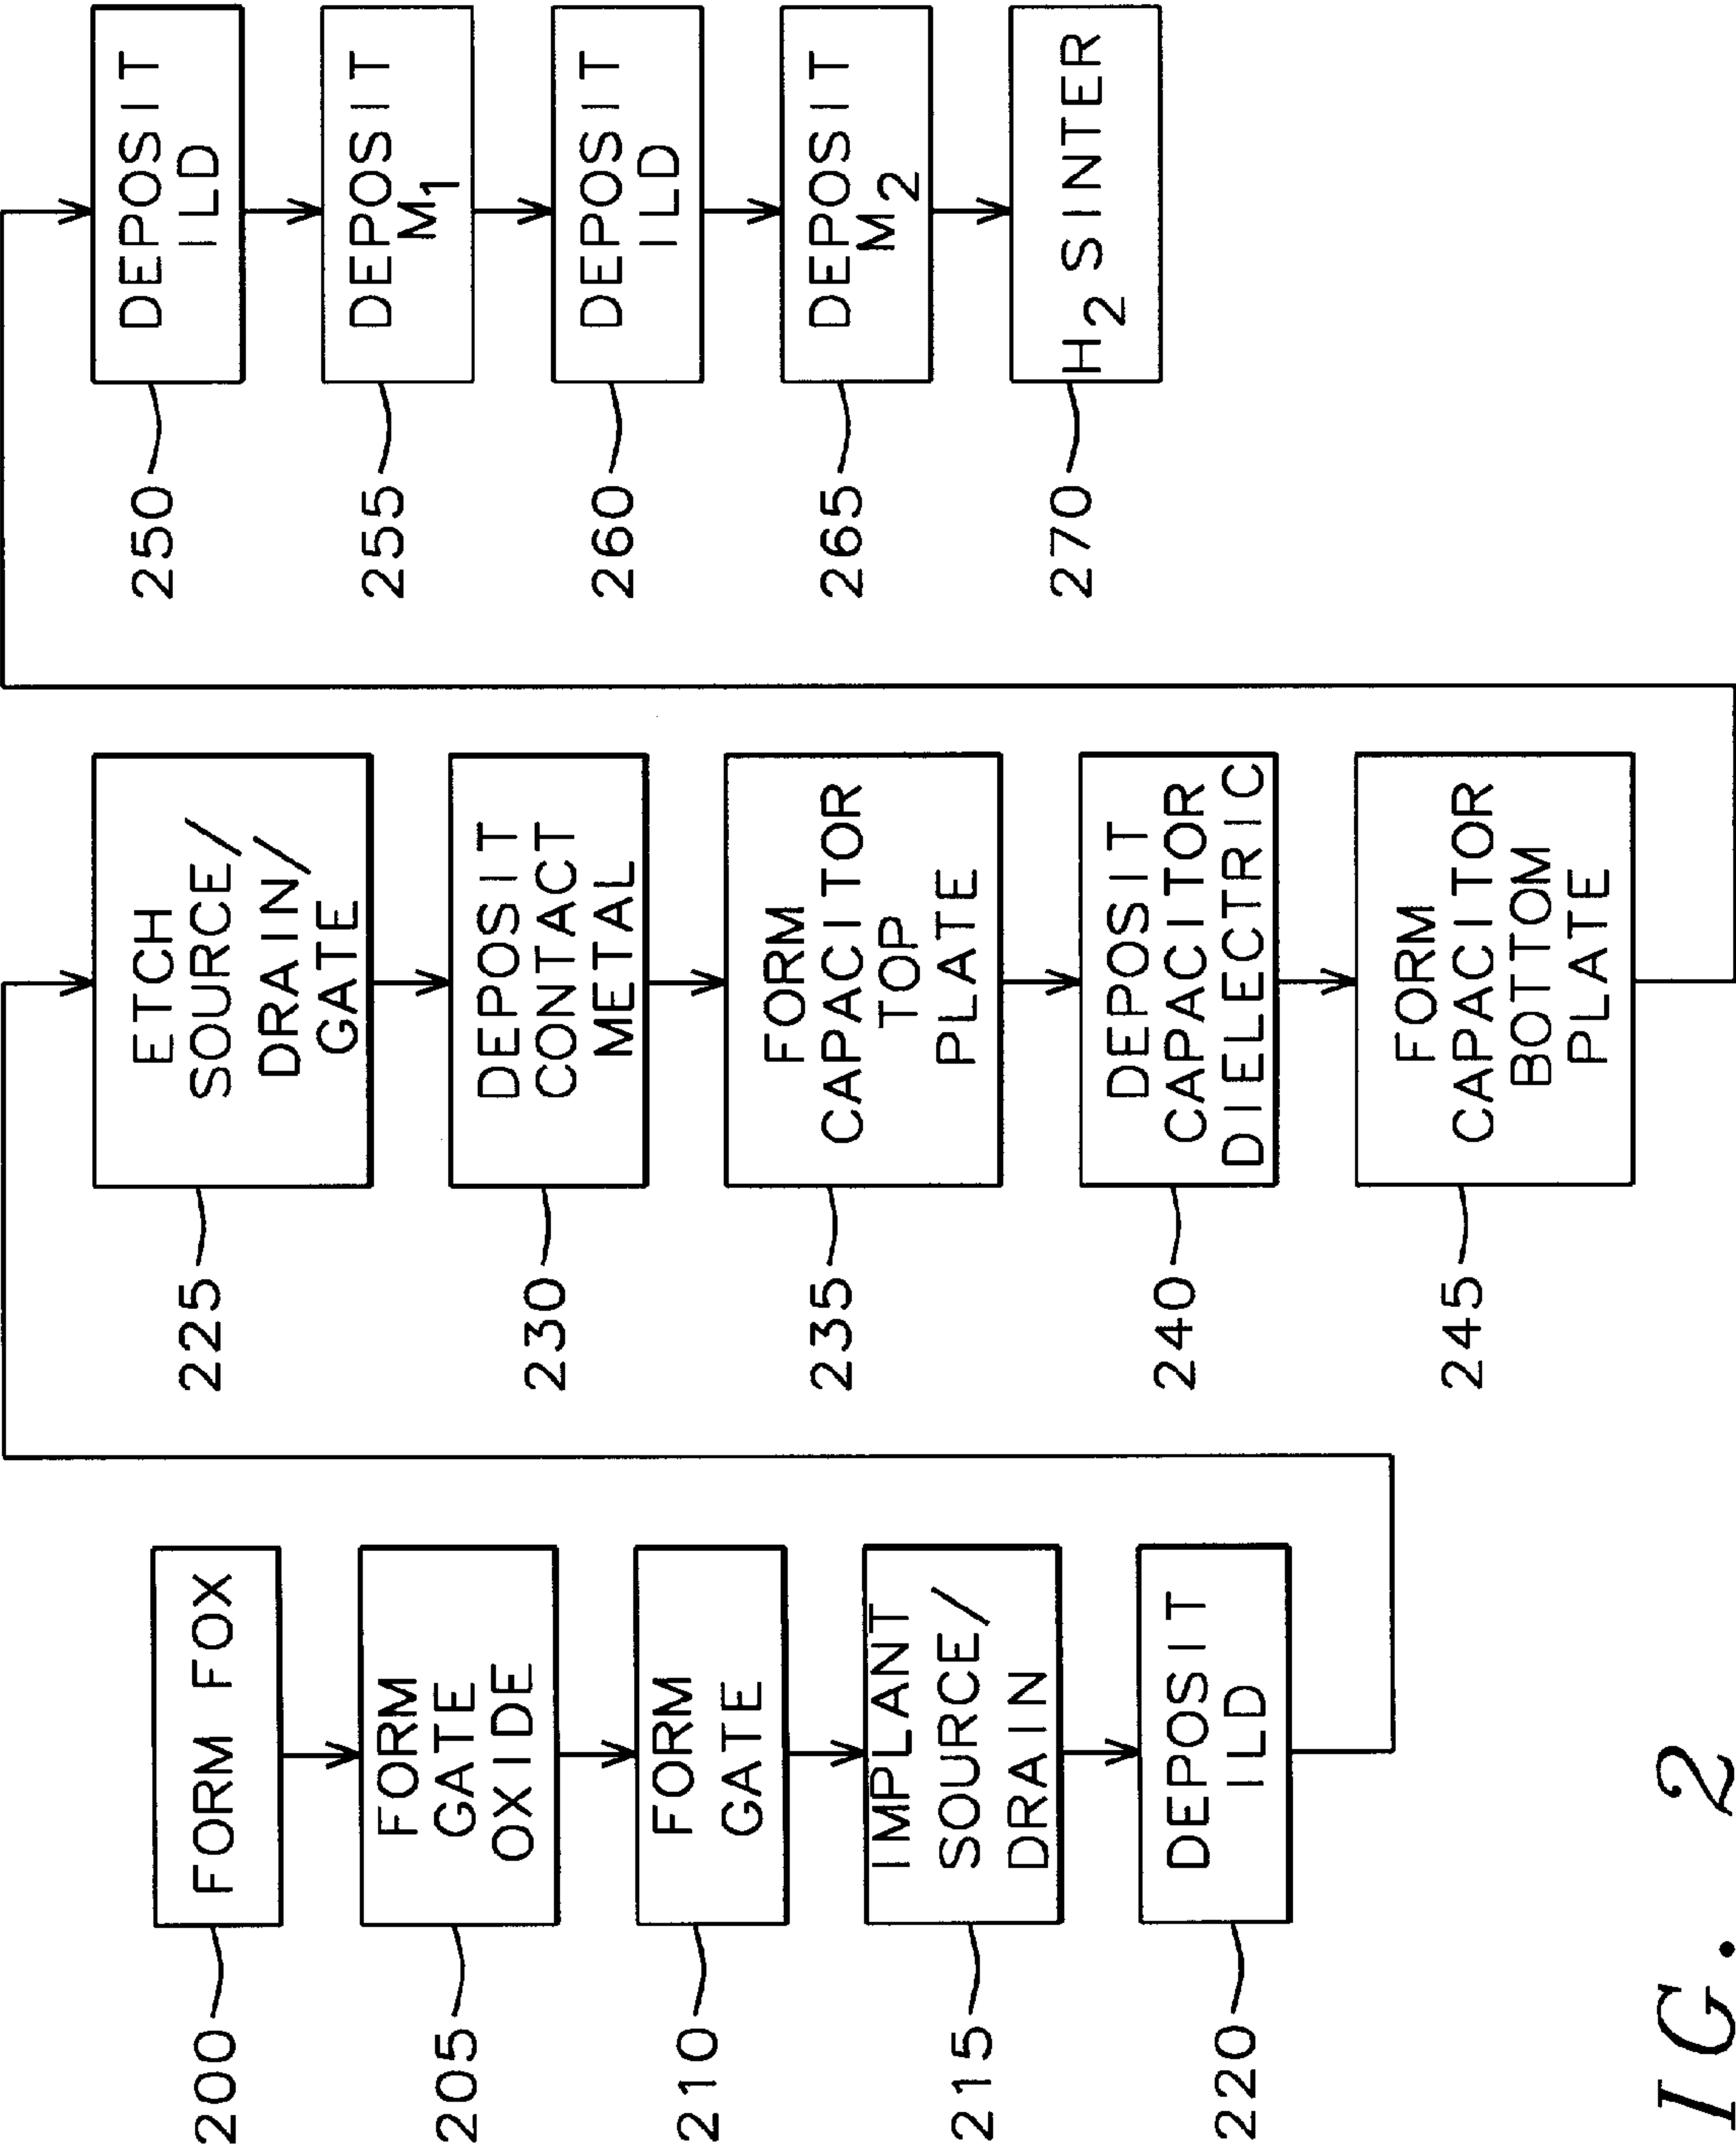 200
FORM FOX
205
FORM
GATE
OXIDE
210
FORM
GATE
215
IMPLANT
SOURCE/
DRAIN
220
DEPOSIT
ILD
225
ETCH
SOURCE/
DRAIN/
GATE
230
DEPOSIT
CONTACT
METAL
235
FORM
CAPACITOR
TOP
PLATE
240
DEPOSIT
CAPACITOR
DIELECTRIC
245
FORM
CAPACITOR
BOTTOM
PLATE
250
DEPOSIT
ILD
255
DEPOSIT
M₁
260
DEPOSIT
ILD
265
DEPOSIT
M₂
270
H₂ SINTER
IG. 2